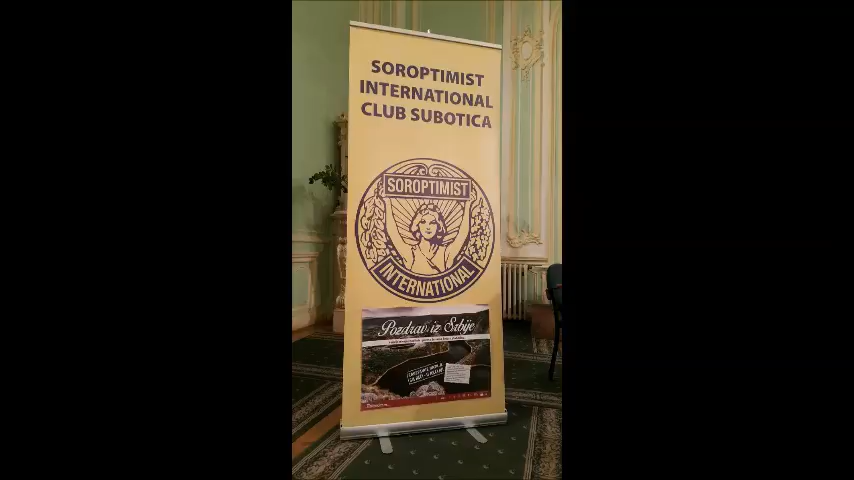 SOROPTIMIST
INTERNATIONAL
CLUB SUBOTICA
SOROPTIMIST
INTERNATIONAL
Pozdrav iz Srbije